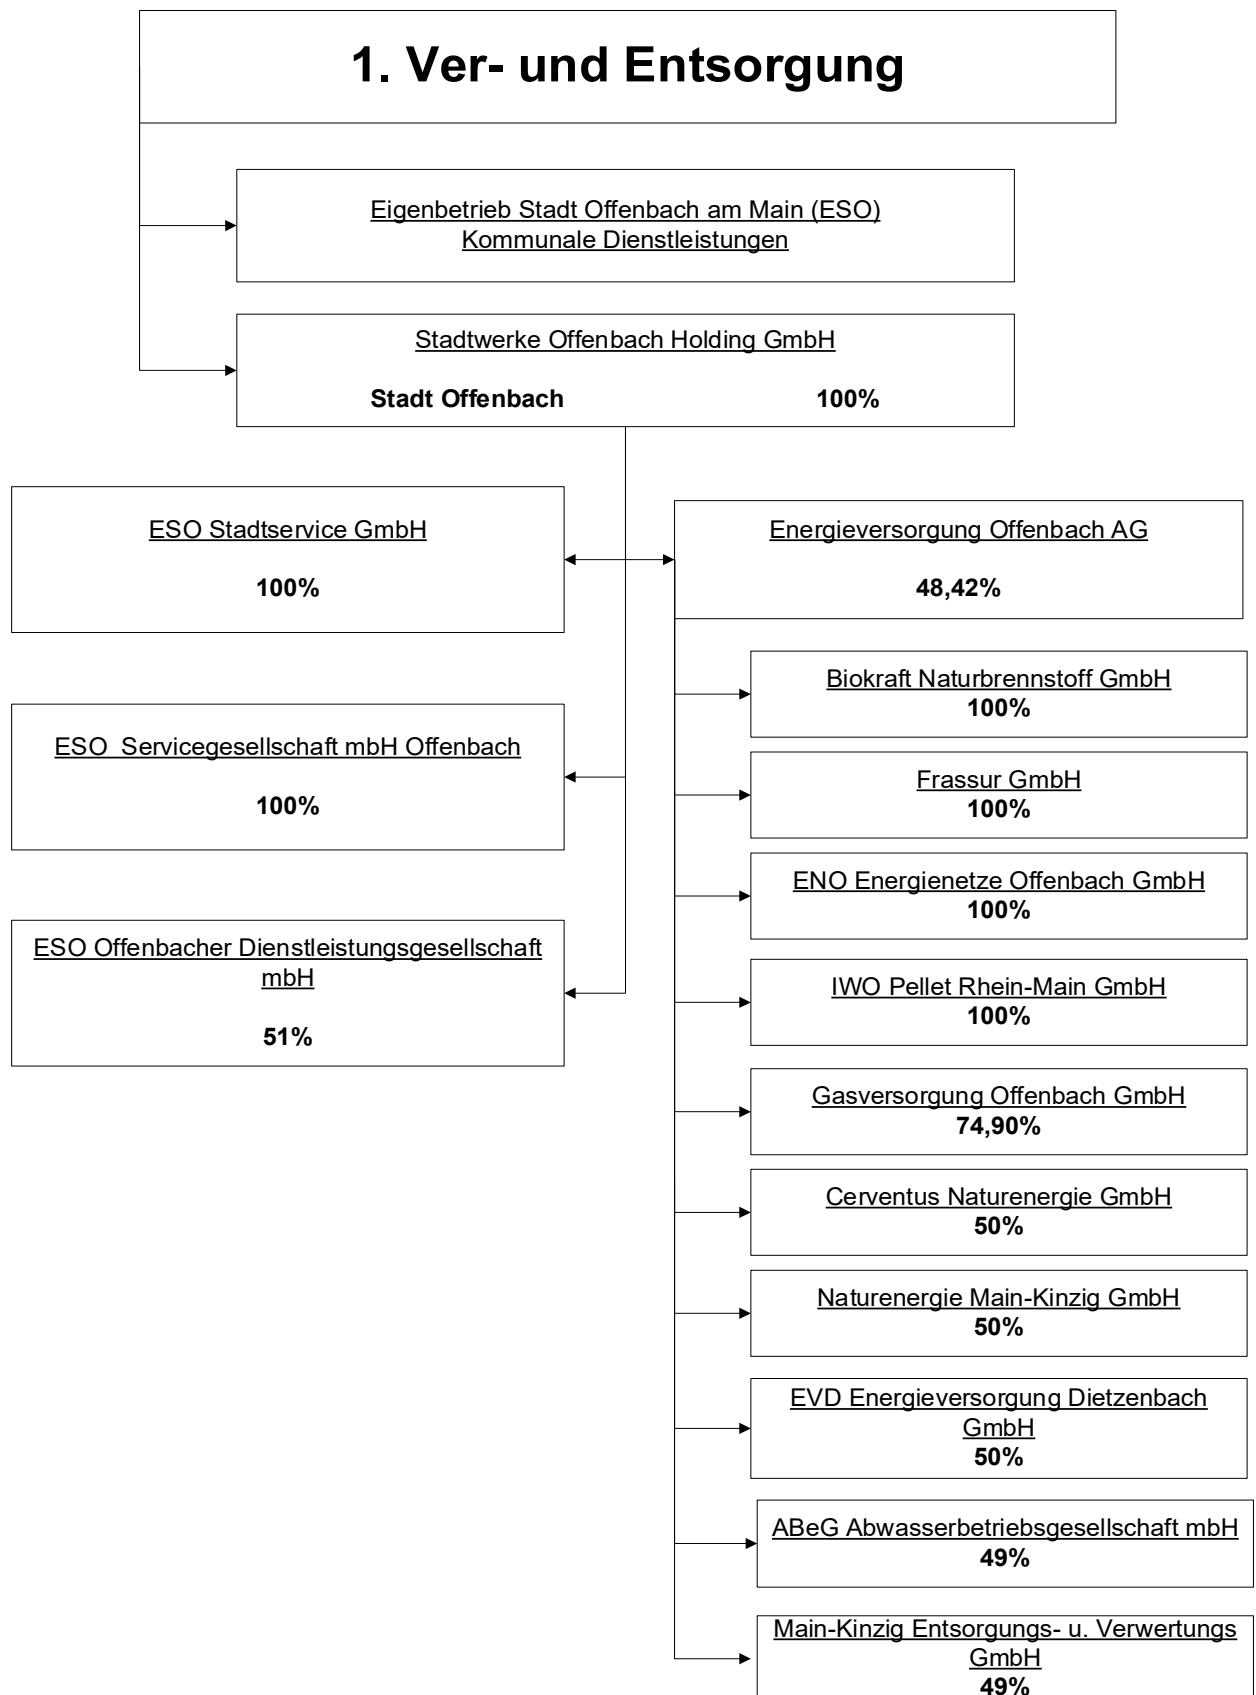 1. Ver- und Entsorgung
Eigenbetrieb Stadt Offenbach am Main (ESO)
Kommunale Dienstleistungen
Stadtwerke Offenbach Holding GmbH
Stadt Offenbach 100%
ESO Stadtservice GmbH
100%
ESO Servicegesellschaft mbH Offenbach
100%
ESO Offenbacher Dienstleistungsgesellschaft
mbH
51%
Energieversorgung Offenbach AG
48,42%
Biokraft Naturbrennstoff GmbH
100%
Frassur GmbH
100%
ENO Energienetze Offenbach GmbH
100%
IWO Pellet Rhein-Main GmbH
100%
Gasversorgung Offenbach GmbH
74,90%
Cerventus Naturenergie GmbH
50%
Naturenergie Main-Kinzig GmbH
50%
EVD Energieversorgung Dietzenbach
GmbH
50%
ABeG Abwasserbetriebsgesellschaft mbH
49%
Main-Kinzig Entsorgungs- u. Verwertungs
GmbH
49%